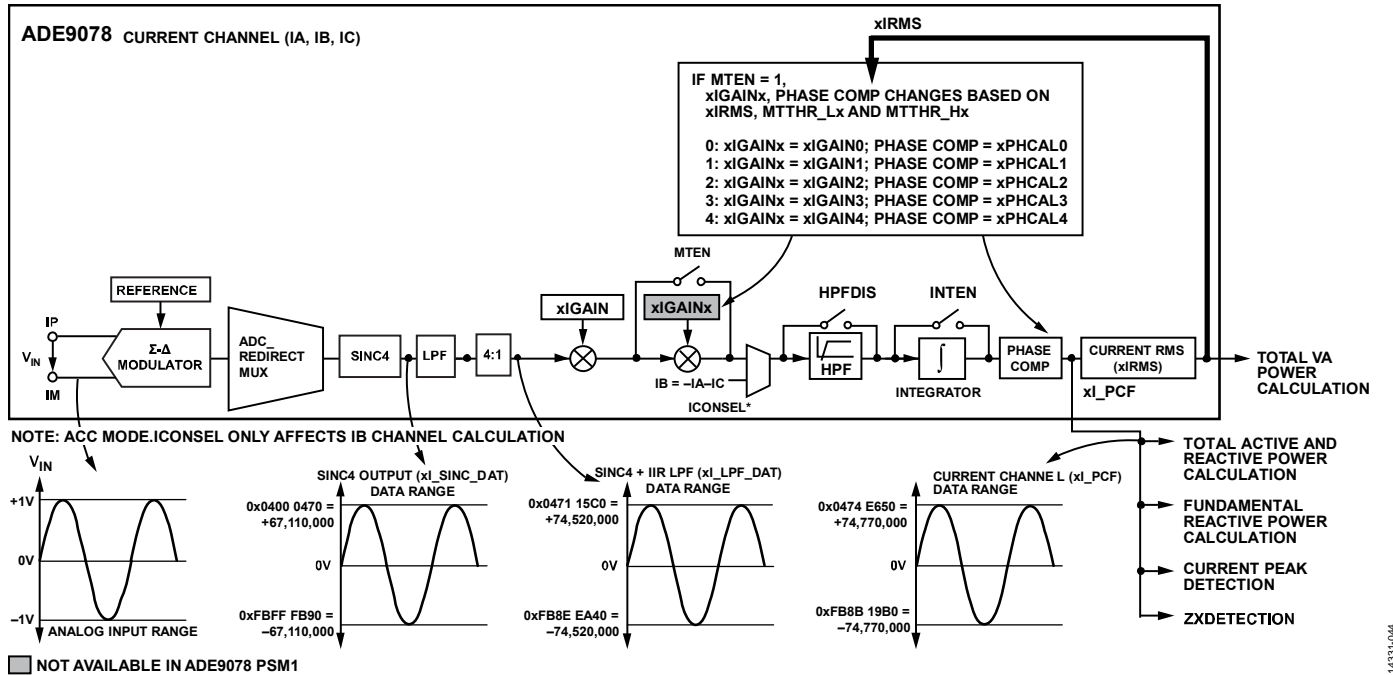 ADE9078 CURRENT CHANNEL (IA, IB, IC)
xIRMS
IF MTEN = 1,
xIGAINx, PHASE COMP CHANGES BASED ON
xIRMS, MTTHR_Lx AND MTTHR_Hx
0: xIGAINx = xIGAIN0; PHASE COMP = xPHCAL0
1: xIGAINx = xIGAIN1; PHASE COMP = xPHCAL1
2: xIGAINx = xIGAIN2; PHASE COMP = xPHCAL2
3: xIGAINx = xIGAIN3; PHASE COMP = xPHCAL3
4: xIGAINx = xIGAIN4; PHASE COMP = xPHCAL4
MTEN
REFERENCE
xIGAIN
xIGAINx
HPFDIS
INTEN
IP
VIN
IM
Σ-Δ
MODULATOR
ADC_
REDIRECT
MUX
SINC4
LPF
4:1
IB = –IA–IC
ICONSEL*
HPF
∫
INTEGRATOR
PHASE
COMP
CURRENT RMS
(xIRMS)
xI_PCF
TOTAL VA
POWER
CALCULATION
NOTE: ACC MODE.ICONSEL ONLY AFFECTS IB CHANNEL CALCULATION
VIN
+1V
0V
–1V
ANALOG INPUT RANGE
SINC4 OUTPUT (xI_SINC_DAT)
DATA RANGE
0x0400 0470 =
+67,110,000
0V
0xFBFF FB90 =
–67,110,000
SINC4 + IIR LPF (xI_LPF_DAT)
DATA RANGE
0x0471 15C0 =
+74,520,000
0V
0xFB8E EA40 =
–74,520,000
CURRENT CHANNE L (xI_PCF)
DATA RANGE
0x0474 E650 =
+74,770,000
0V
0xFB8B 19B0 =
–74,770,000
TOTAL ACTIVE AND
REACTIVE POWER
CALCULATION
FUNDAMENTAL
REACTIVE POWER
CALCULATION
CURRENT PEAK
DETECTION
ZXDETECTION
NOT AVAILABLE IN ADE9078 PSM1
14331-044